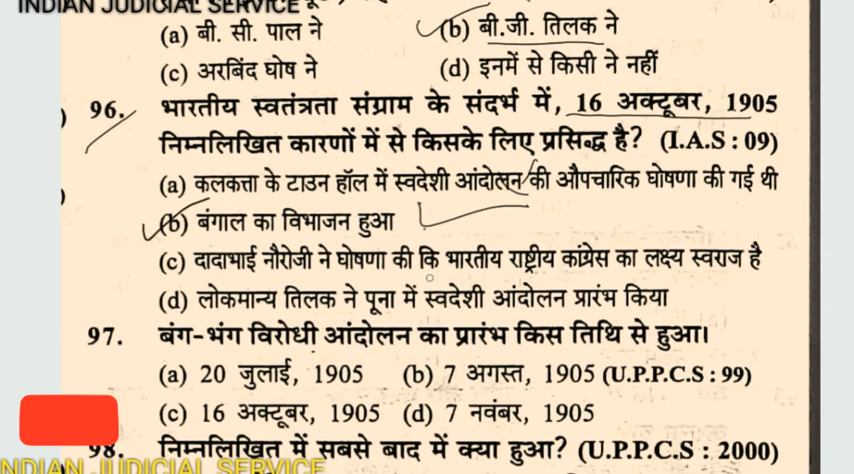 INDIAN JUDICIAL SERVICE
(a) बी. सी. पाल ने (b) बी.जी. तिलक ने
(c) अरबिंद घोष ने (d) इनमें से किसी ने नहीं
96. भारतीय स्वतंत्रता संग्राम के संदर्भ में, 16 अक्टूबर, 1905
निम्नलिखित कारणों में से किसके लिए प्रसिद्ध है? (I.A.S : 09)
(a) कलकत्ता के टाउन हॉल में स्वदेशी आंदोलन की औपचारिक घोषणा की गई थी
(b) बंगाल का विभाजन हुआ
(c) दादाभाई नौरोजी ने घोषणा की कि भारतीय राष्ट्रीय कांग्रेस का लक्ष्य स्वराज है
(d) लोकमान्य तिलक ने पूना में स्वदेशी आंदोलन प्रारंभ किया
97. बंग-भंग विरोधी आंदोलन का प्रारंभ किस तिथि से हुआ।
(a) 20 जुलाई, 1905 (b) 7 अगस्त, 1905 (U.P.P.C.S : 99)
(c) 16 अक्टूबर, 1905 (d) 7 नवंबर, 1905
98. निम्नलिखित में सबसे बाद में क्या हुआ? (U.P.P.C.S : 2000)
INDIAN JUDICIAL SERVICE